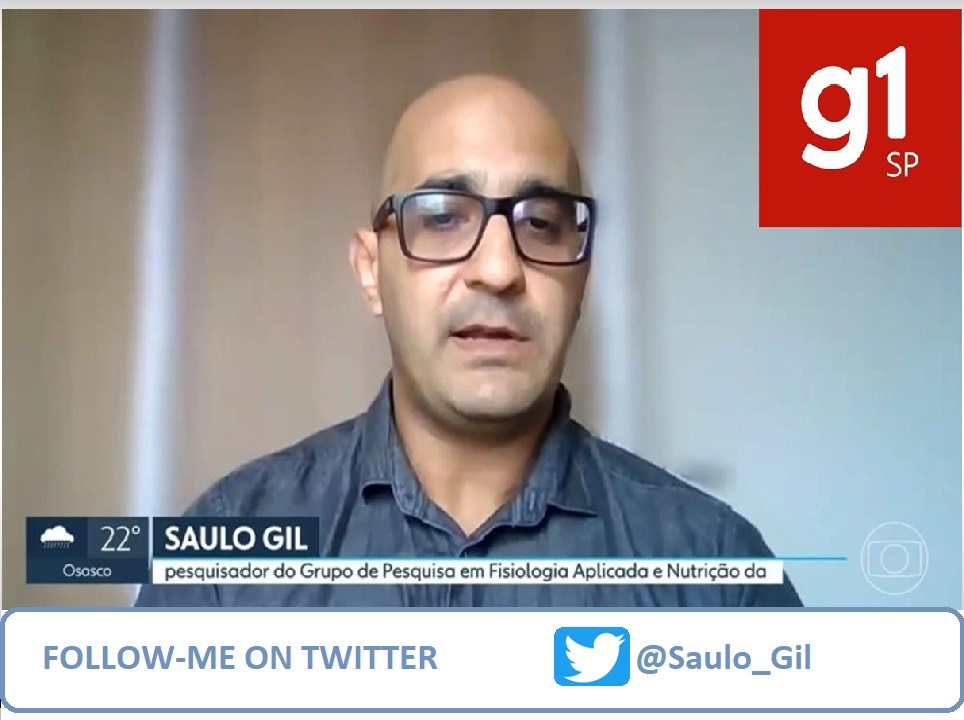 g1
SP
22°
Osasco
SAULO GIL
pesquisador do Grupo de Pesquisa em Fisiologia Aplicada e Nutrição da
FOLLOW-ME ON TWITTER
@Saulo_Gil